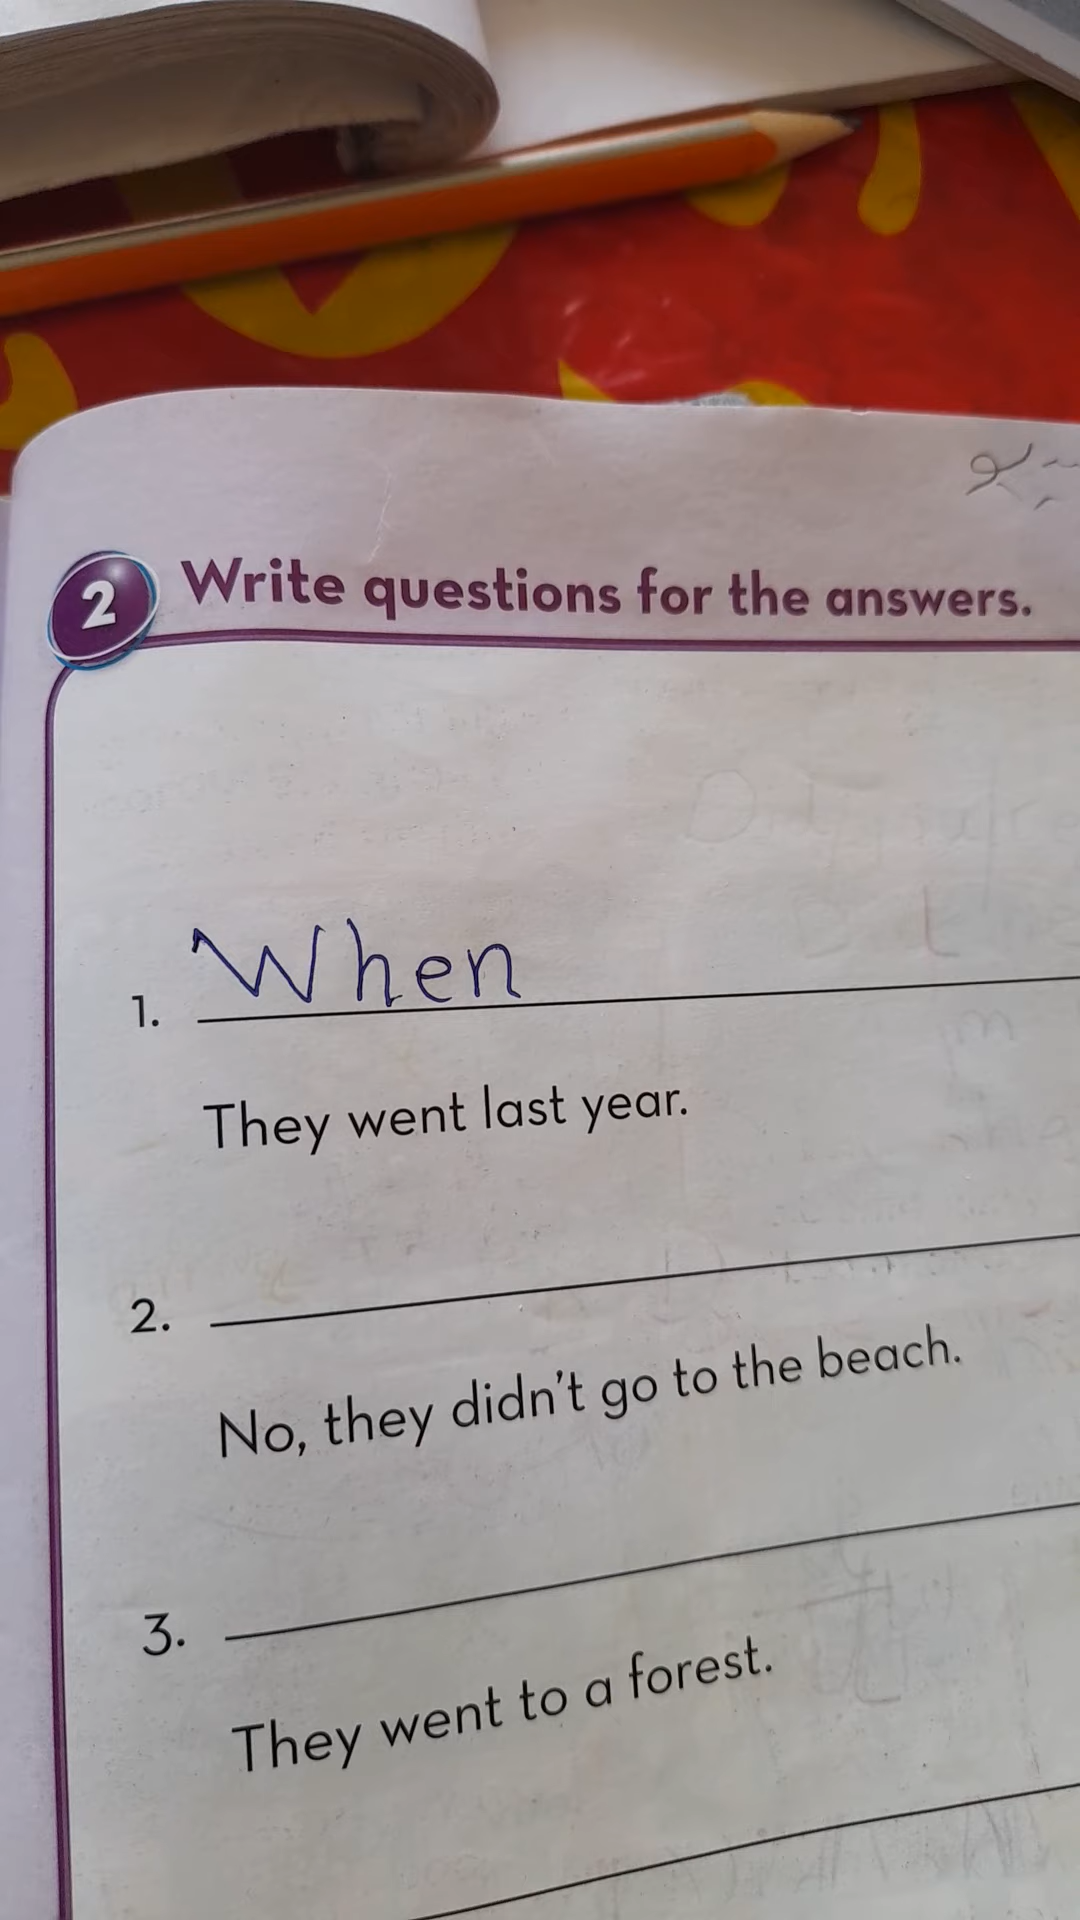 2 Write questions for the answers.
1. When
They went last year.
2.
No, they didn't go to the beach.
3.
They went to a forest.